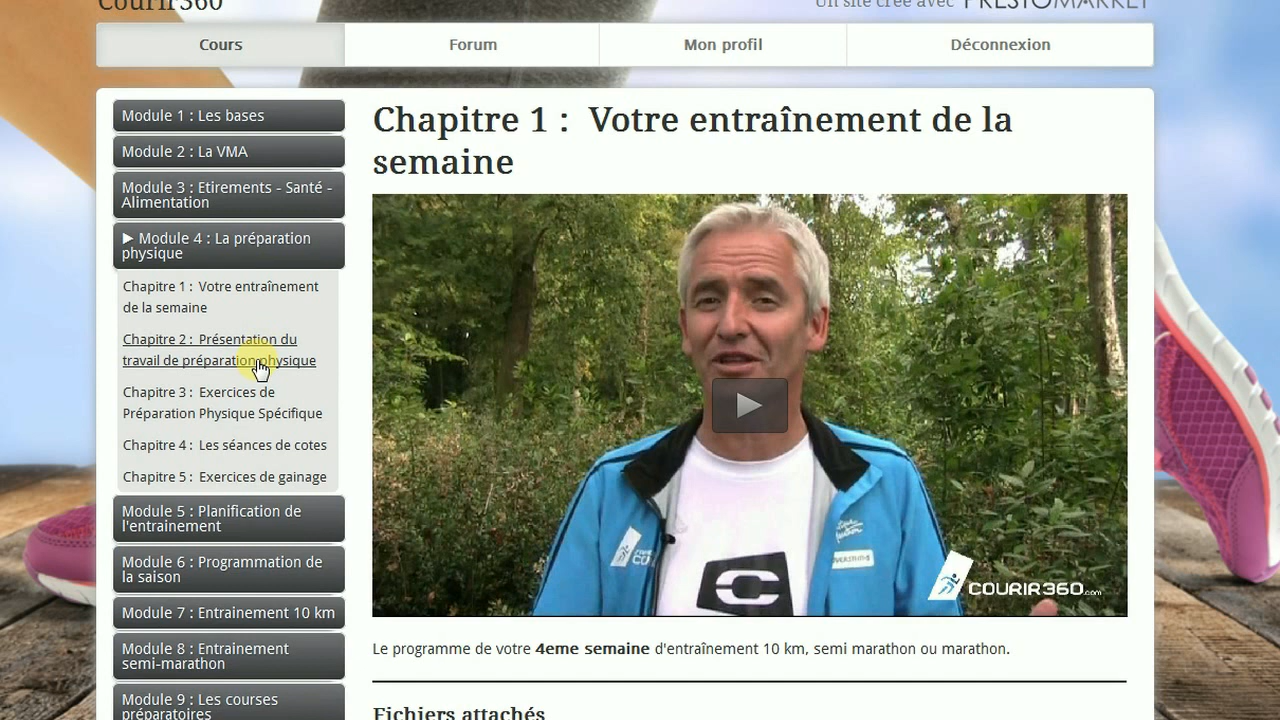 Courir360
Un site créé avec PRESTOMARKET
Cours
Forum
Mon profil
Déconnexion
Module 1 : Les bases
Module 2 : La VMA
Module 3 : Etirements - Santé -
Alimentation
▶ Module 4 : La préparation
physique
Chapitre 1 : Votre entraînement
de la semaine
Chapitre 2 : Présentation du
travail de préparation physique
Chapitre 3 : Exercices de
Préparation Physique Spécifique
Chapitre 4 : Les séances de cotes
Chapitre 5 : Exercices de gainage
Module 5 : Planification de
l'entrainement
Module 6 : Programmation de
la saison
Module 7 : Entrainement 10 km
Module 8 : Entrainement
semi-marathon
Module 9 : Les courses
préparatoires
Chapitre 1 : Votre entraînement de la
semaine
COURIR360.com
Le programme de votre 4eme semaine d'entraînement 10 km, semi marathon ou marathon.
Fichiers attachés